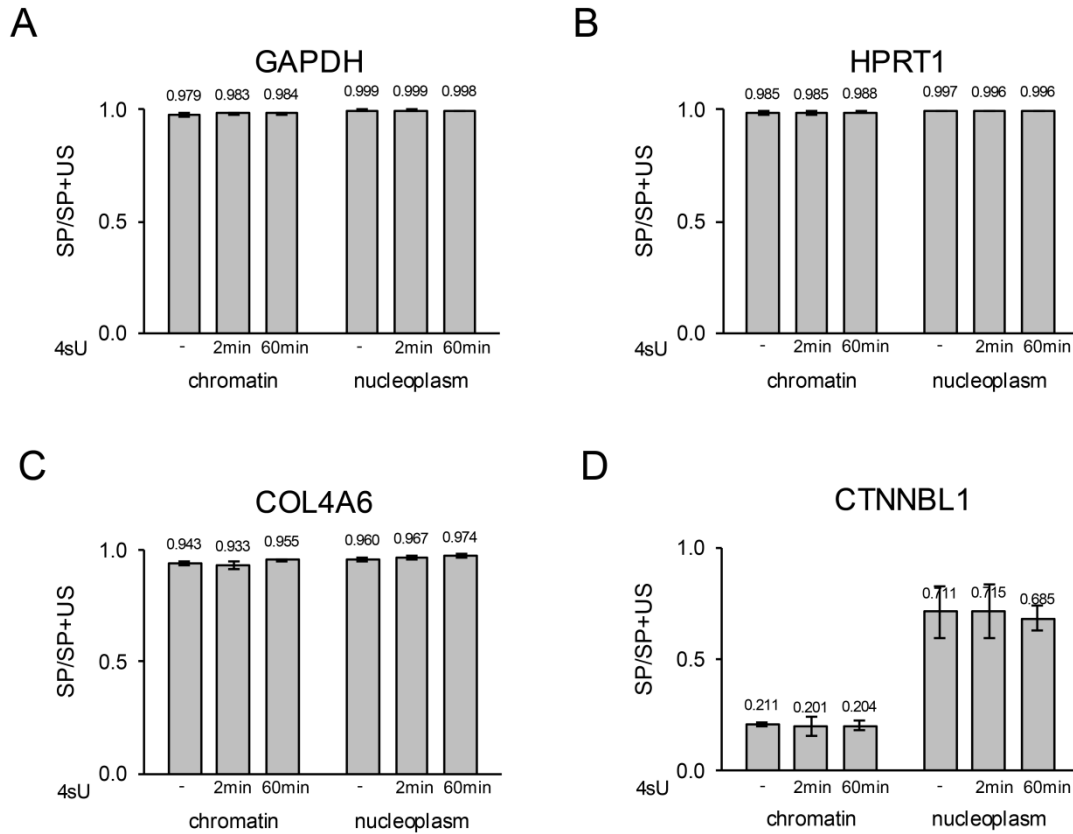 A
GAPDH
0.979 0.983 0.984 0.999 0.999 0.998
SP/SP+US
1.0
0.5
0.0
4sU - 2min 60min - 2min 60min
chromatin nucleoplasm
B
HPRT1
0.985 0.985 0.988 0.997 0.996 0.996
SP/SP+US
1.0
0.5
0.0
4sU - 2min 60min - 2min 60min
chromatin nucleoplasm
C
COL4A6
0.943 0.933 0.955 0.960 0.967 0.974
SP/SP+US
1.0
0.5
0.0
4sU - 2min 60min - 2min 60min
chromatin nucleoplasm
D
CTNNBL1
0.211 0.201 0.204 0.711 0.715 0.685
SP/SP+US
1.0
0.5
0.0
4sU - 2min 60min - 2min 60min
chromatin nucleoplasm